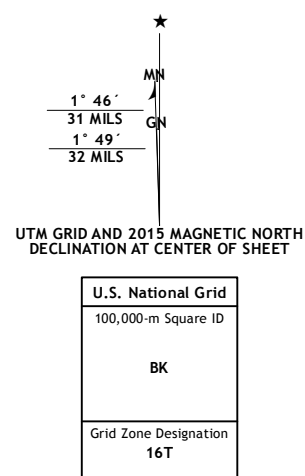 ★
MN
1° 46´
31 MILS
GN
1° 49´
32 MILS
UTM GRID AND 2015 MAGNETIC NORTH
DECLINATION AT CENTER OF SHEET
U.S. National Grid
100,000-m Square ID
BK
Grid Zone Designation
16T